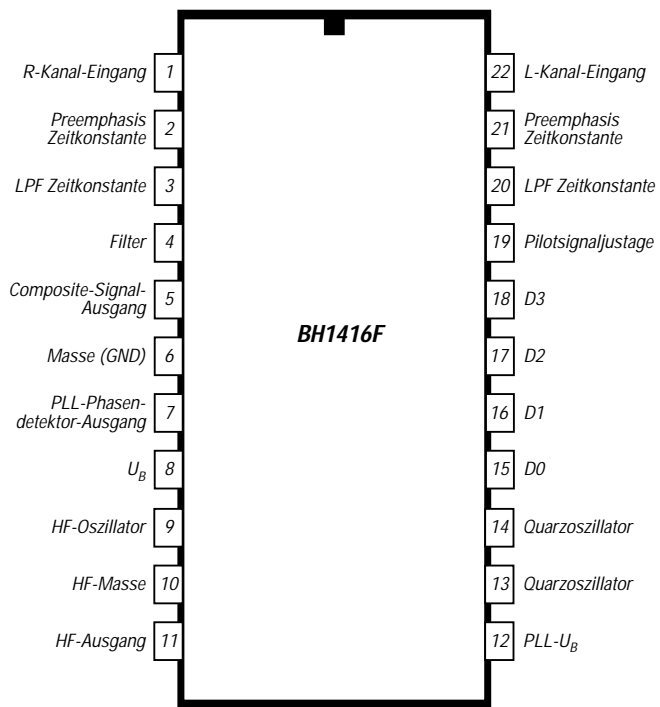 R-Kanal-Eingang 1
Preemphasis
Zeitkonstante 2
LPF Zeitkonstante 3
Filter 4
Composite-Signal-
Ausgang 5
Masse (GND) 6
PLL-Phasen-
detektor-Ausgang 7
UB 8
HF-Oszillator 9
HF-Masse 10
HF-Ausgang 11
BH1416F
22 L-Kanal-Eingang
21 Preemphasis
Zeitkonstante
20 LPF Zeitkonstante
19 Pilotsignaljustage
18 D3
17 D2
16 D1
15 D0
14 Quarzoszillator
13 Quarzoszillator
12 PLL-UB